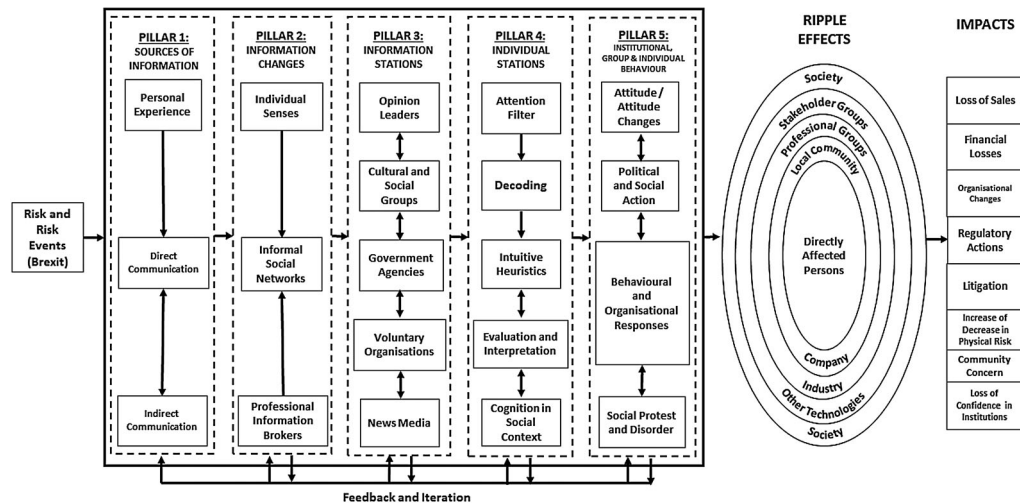 Risk and
Risk
Events
(Brexit)
PILLAR 1:
SOURCES OF
INFORMATION
Personal
Experience
Direct
Communication
Indirect
Communication
PILLAR 2:
INFORMATION
CHANGES
Individual
Senses
Informal
Social
Networks
Professional
Information
Brokers
PILLAR 3:
INFORMATION
STATIONS
Opinion
Leaders
Cultural and
Social
Groups
Government
Agencies
Voluntary
Organisations
News Media
PILLAR 4:
INDIVIDUAL
STATIONS
Attention
Filter
Decoding
Intuitive
Heuristics
Evaluation and
Interpretation
Cognition in
Social
Context
PILLAR 5:
INSTITUTIONAL,
GROUP & INDIVIDUAL
BEHAVIOUR
Attitude /
Attitude
Changes
Political
and Social
Action
Behavioural
and
Organisational
Responses
Social Protest
and Disorder
Feedback and Iteration
RIPPLE
EFFECTS
Society
Stakeholder Groups
Professional Groups
Local Community
Directly
Affected
Persons
Company
Industry
Other Technologies
Society
IMPACTS
Loss of Sales
Financial
Losses
Organisational
Changes
Regulatory
Actions
Litigation
Increase of
Decrease in
Physical Risk
Community
Concern
Loss of
Confidence in
Institutions